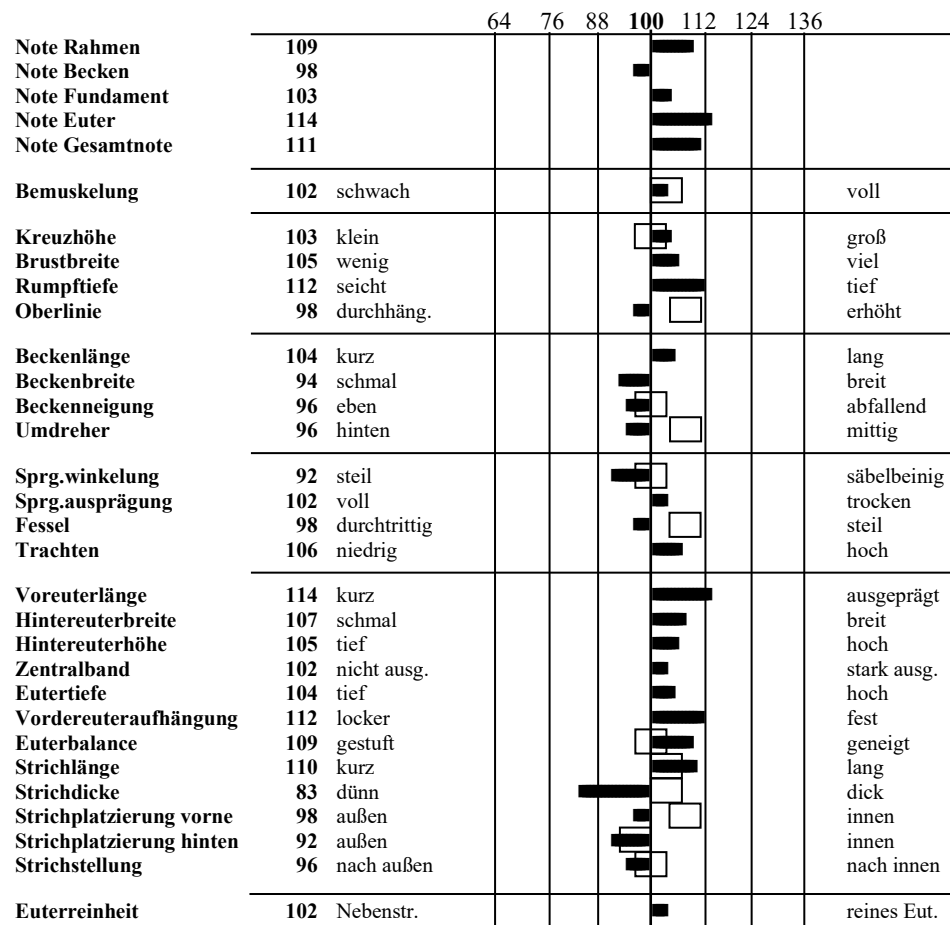 64 76 88 100 112 124 136
Note Rahmen 109
Note Becken 98
Note Fundament 103
Note Euter 114
Note Gesamtnote 111
Bemuskelung 102 schwach voll
Kreuzhöhe 103 klein groß
Brustbreite 105 wenig viel
Rumpftiefe 112 seicht tief
Oberlinie 98 durchhäng. erhöht
Beckenlänge 104 kurz lang
Beckenbreite 94 schmal breit
Beckenneigung 96 eben abfallend
Umdreher 96 hinten mittig
Sprg.winkelung 92 steil säbelbeinig
Sprg.ausprägung 102 voll trocken
Fessel 98 durchtrittig steil
Trachten 106 niedrig hoch
Voreuterlänge 114 kurz ausgeprägt
Hintereuterbreite 107 schmal breit
Hintereuterhöhe 105 tief hoch
Zentralband 102 nicht ausg. stark ausg.
Eutertiefe 104 tief hoch
Vordereuteraufhängung 112 locker fest
Euterbalance 109 gestuft geneigt
Strichlänge 110 kurz lang
Strichdicke 83 dünn dick
Strichplatzierung vorne 98 außen innen
Strichplatzierung hinten 92 außen innen
Strichstellung 96 nach außen nach innen
Euterreinheit 102 Nebenstr. reines Eut.